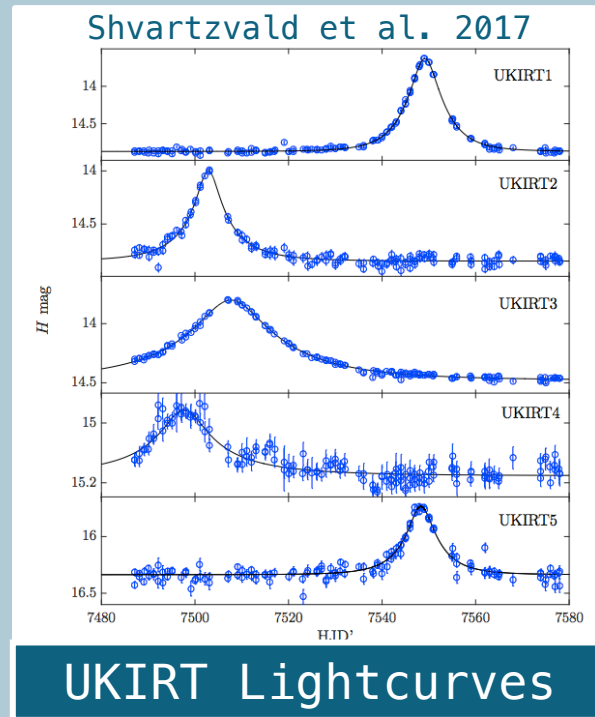 Shvartzvald et al. 2017
UKIRT1
14
14.5
UKIRT2
14
14.5
H mag
UKIRT3
14
14.5
UKIRT4
15
15.2
UKIRT5
16
16.5
7480 7500 7520 7540 7560 7580
HJD'
UKIRT Lightcurves